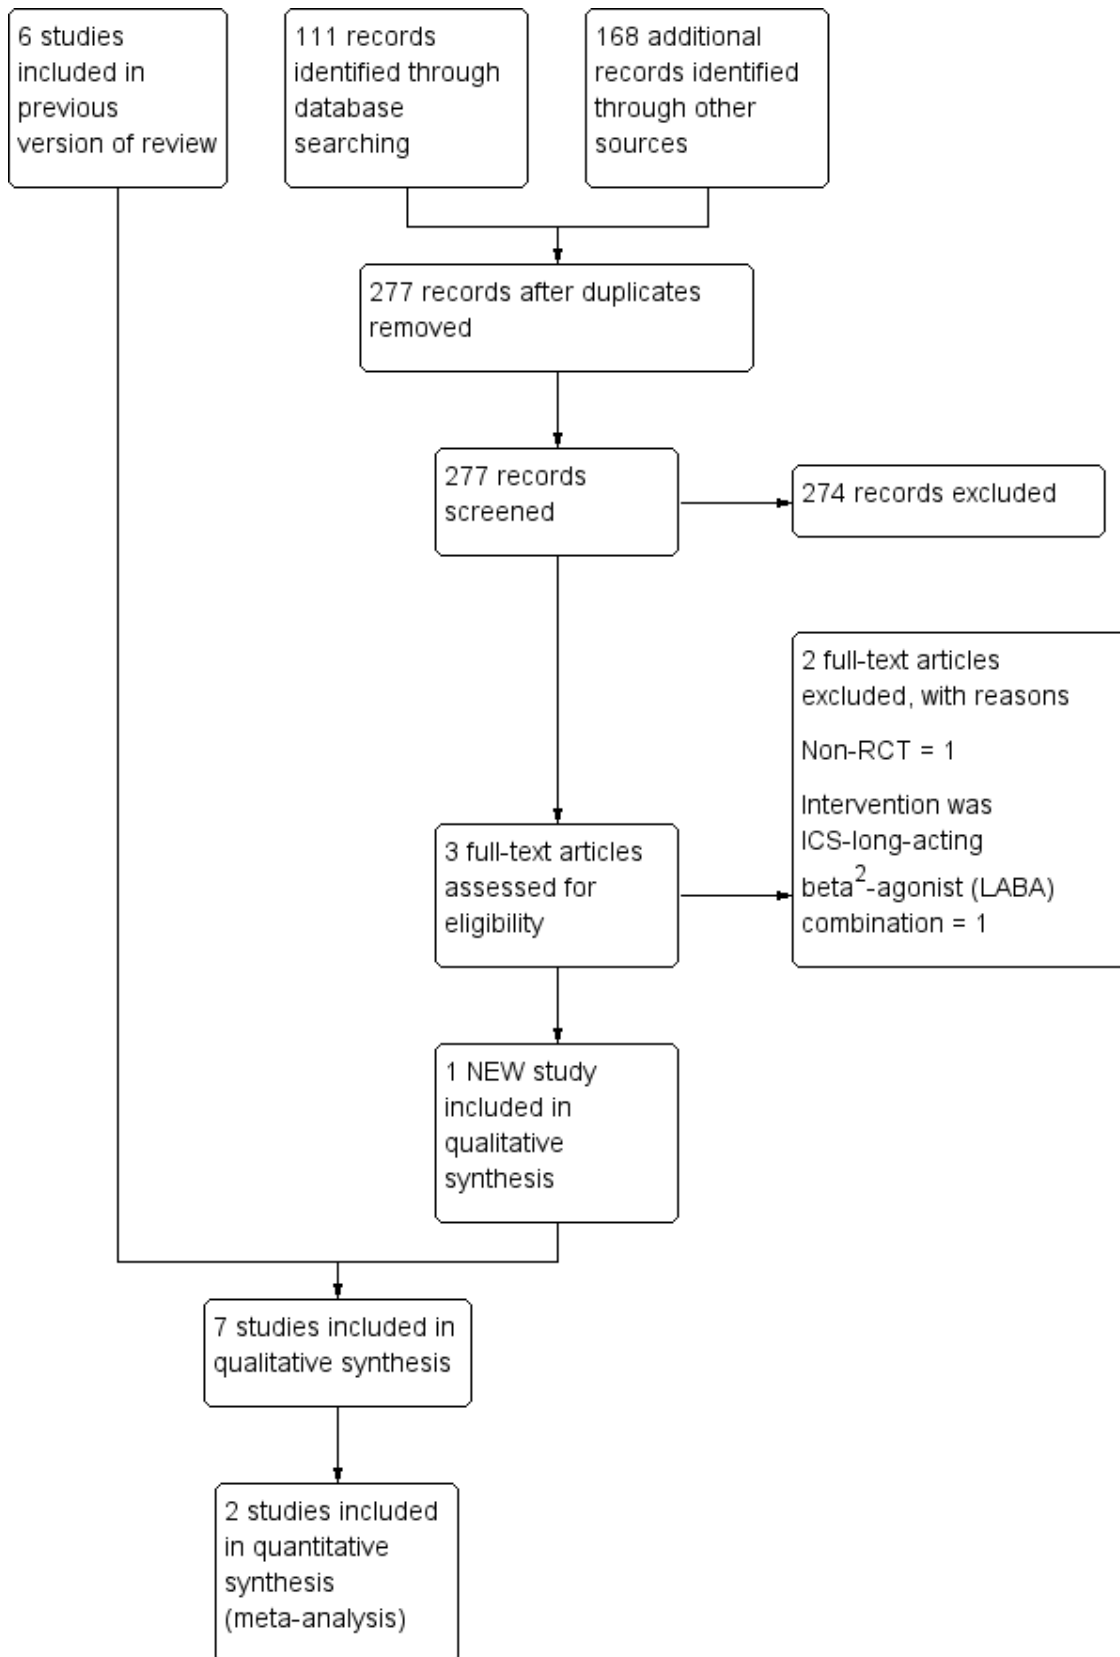 6 studies
included in
previous
version of review
111 records
identified through
database
searching
168 additional
records identified
through other
sources
277 records after duplicates
removed
277 records
screened
274 records excluded
3 full-text articles
assessed for
eligibility
2 full-text articles
excluded, with reasons
Non-RCT = 1
Intervention was
ICS-long-acting
beta²-agonist (LABA)
combination = 1
1 NEW study
included in
qualitative
synthesis
7 studies included in
qualitative synthesis
2 studies included
in quantitative
synthesis
(meta-analysis)